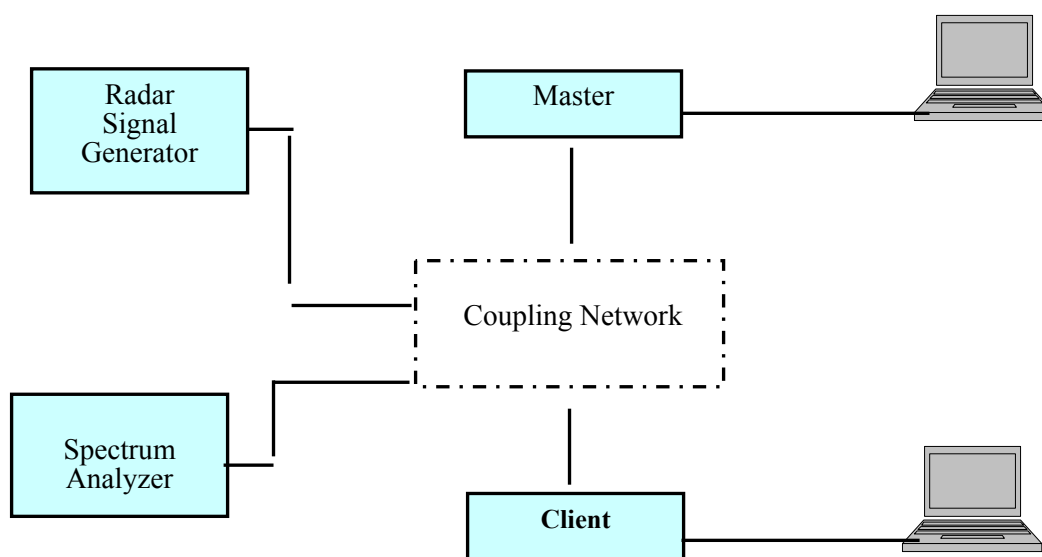 Radar
Signal
Generator
Master
Coupling Network
Spectrum
Analyzer
Client